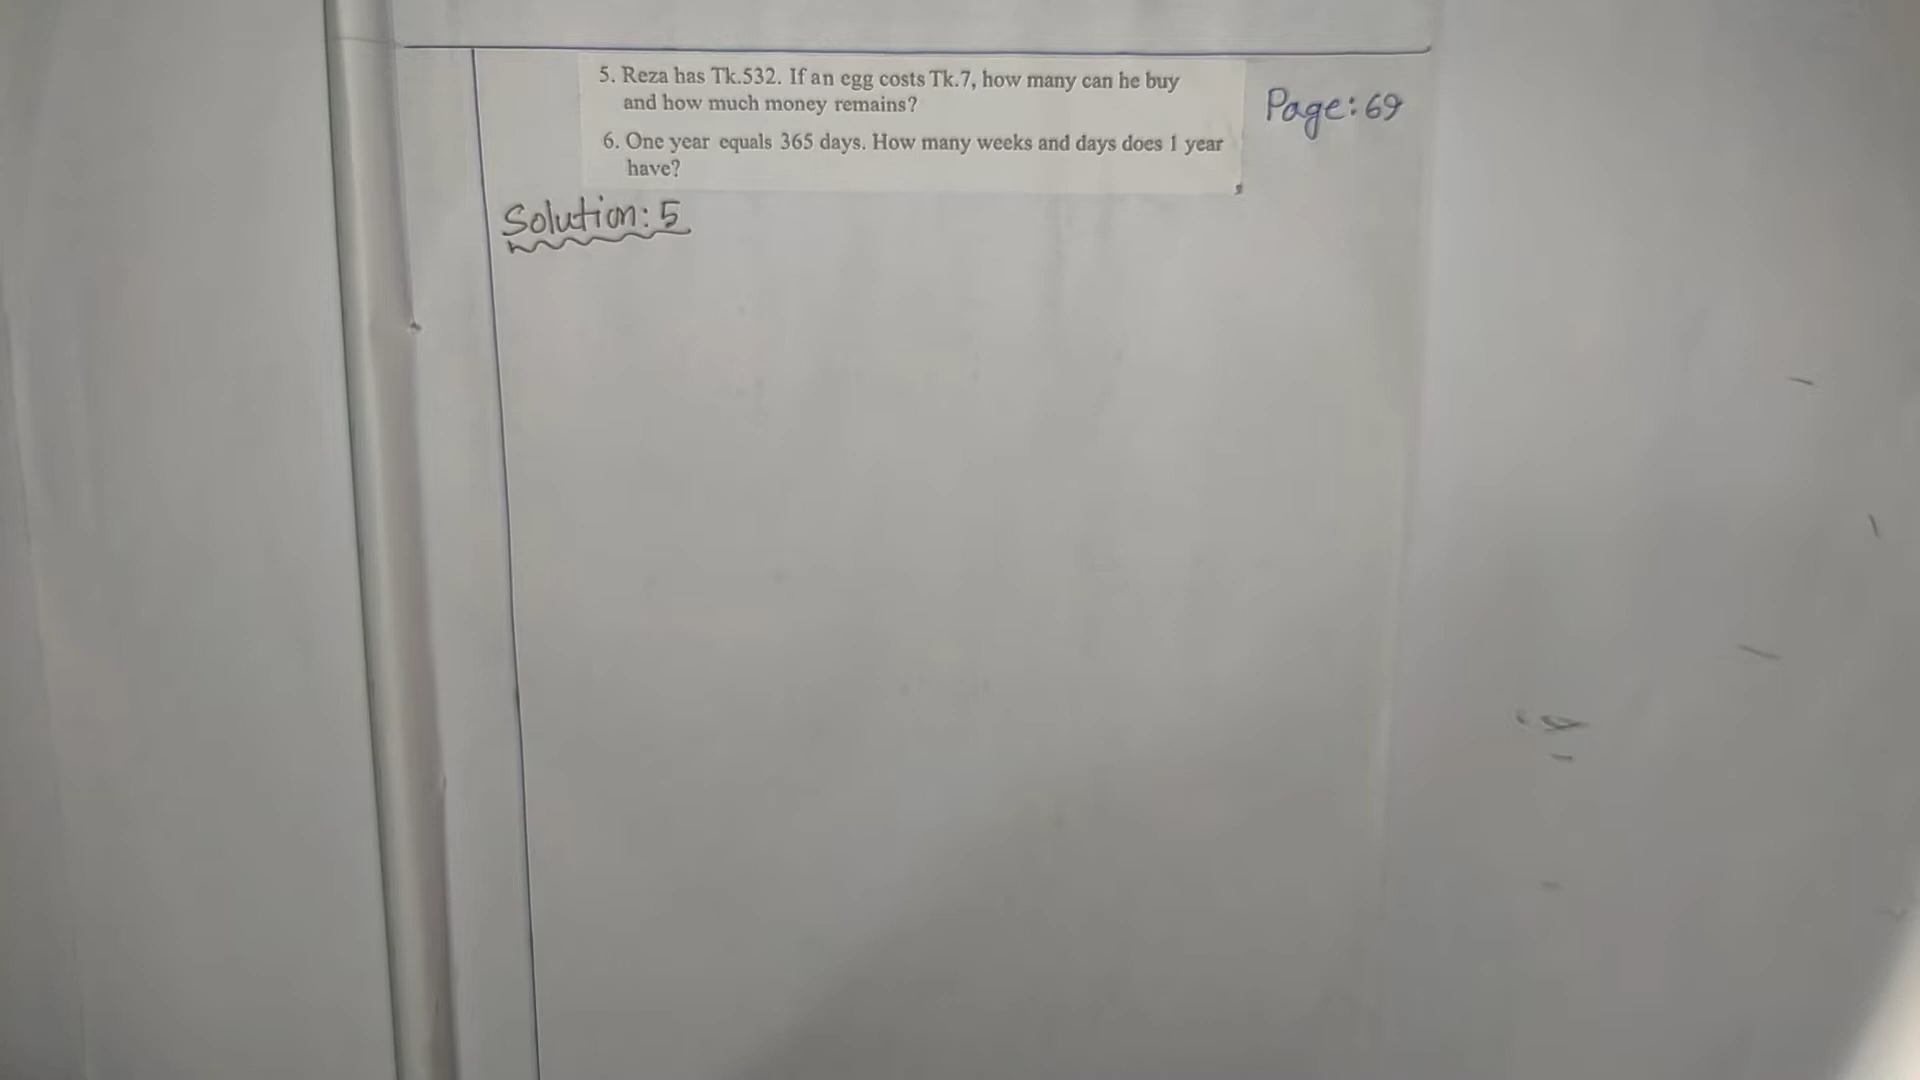 5. Reza has Tk.532. If an egg costs Tk.7, how many can he buy
and how much money remains?
6. One year equals 365 days. How many weeks and days does 1 year
have?
Page: 69
Solution: 5